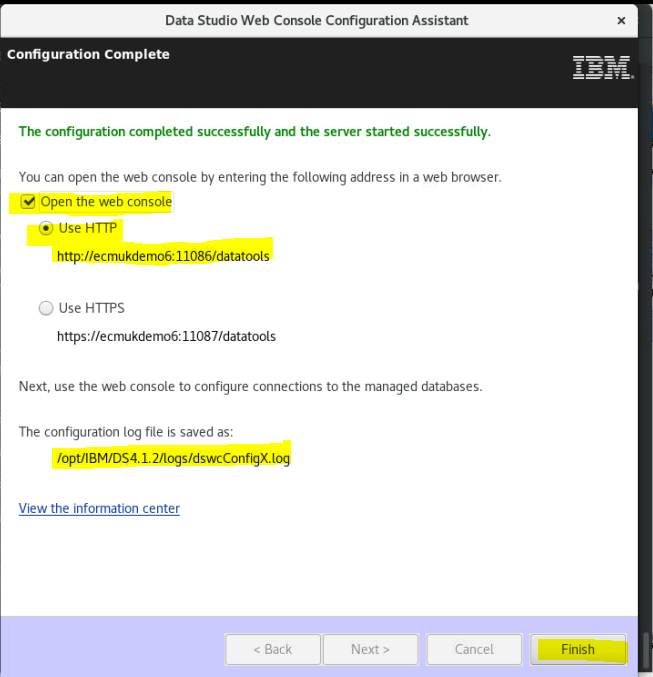 Data Studio Web Console Configuration Assistant ×
Configuration Complete
IBM.
The configuration completed successfully and the server started successfully.
You can open the web console by entering the following address in a web browser.
Open the web console
Use HTTP
http://ecmukdemo6:11086/datatools
Use HTTPS
https://ecmukdemo6:11087/datatools
Next, use the web console to configure connections to the managed databases.
The configuration log file is saved as:
/opt/IBM/DS4.1.2/logs/dswcConfigX.log
View the information center
< Back Next > Cancel Finish